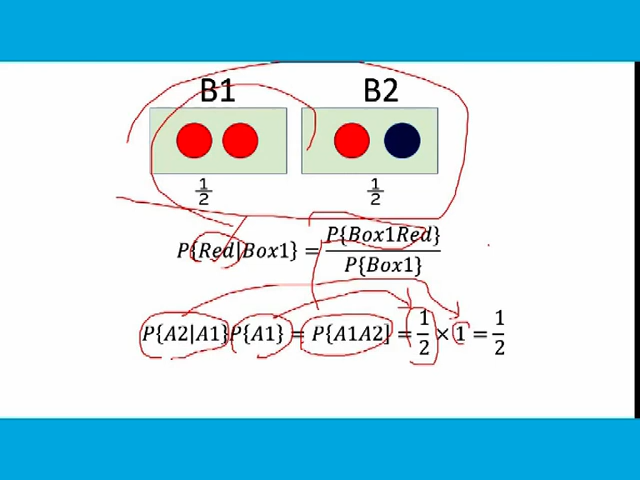 B1 B2
1/2 1/2
P{Red|Box1} = P{Box1Red} / P{Box1}
P{A2|A1}P{A1} = P{A1A2} = 1/2 × 1 = 1/2